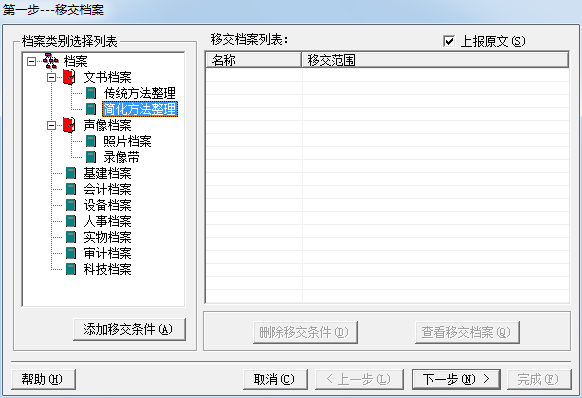 第一步---移交档案
档案类别选择列表
档案
文书档案
传统方法整理
简化方法整理
声像档案
照片档案
录像带
基建档案
会计档案
设备档案
人事档案
实物档案
审计档案
科技档案
添加移交条件(A)
移交档案列表:
上报原文(S)
名称 移交范围
删除移交条件(D) 查看移交档案(Q)
帮助(H) 取消(C) < 上一步(L) 下一步(N) > 完成(F)